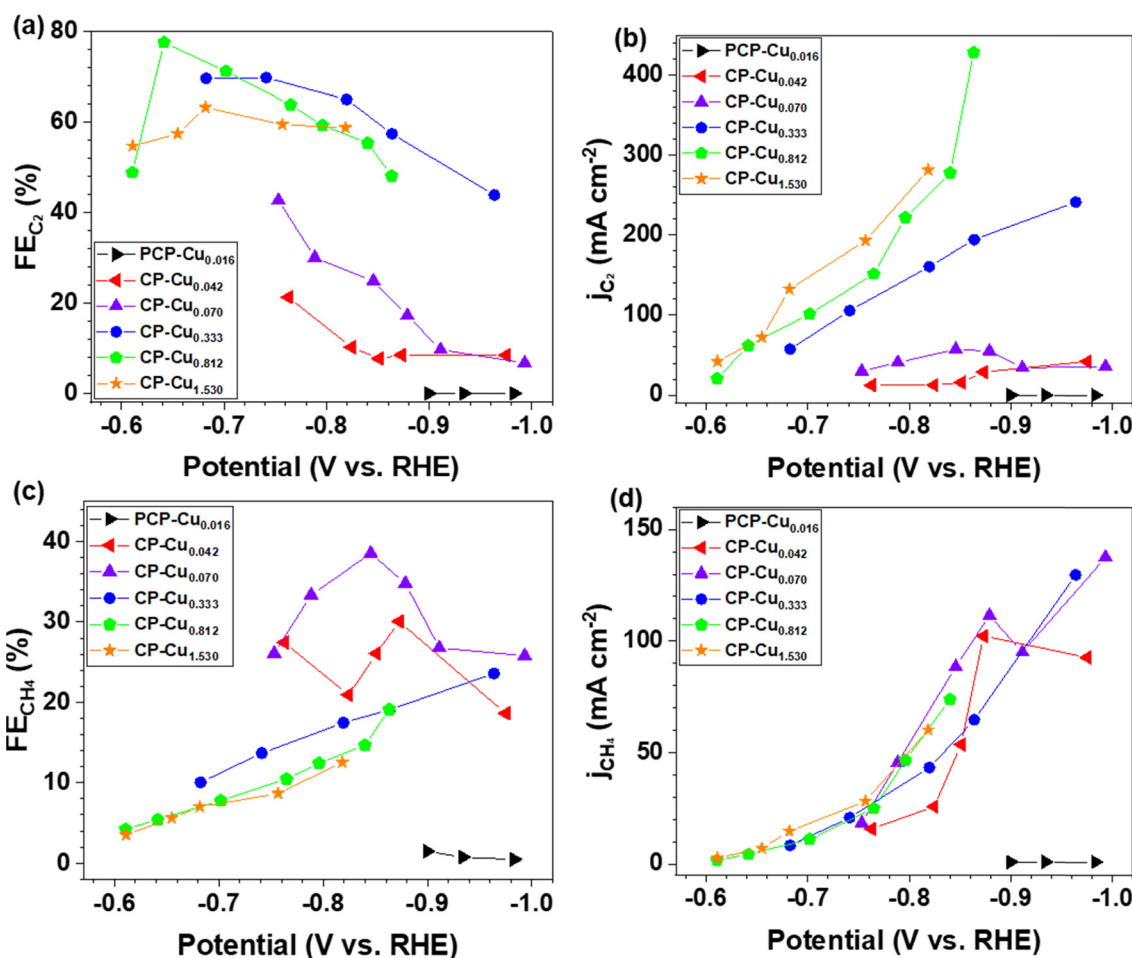 (a)
80
60
40
20
0
FE_C₂ (%)
PCP-Cu₀.₀₁₆
CP-Cu₀.₀₄₂
CP-Cu₀.₀₇₀
CP-Cu₀.₃₃₃
CP-Cu₀.₈₁₂
CP-Cu₁.₅₃₀
-0.6 -0.7 -0.8 -0.9 -1.0
Potential (V vs. RHE)
(b)
400
300
200
100
0
j_C₂ (mA cm⁻²)
PCP-Cu₀.₀₁₆
CP-Cu₀.₀₄₂
CP-Cu₀.₀₇₀
CP-Cu₀.₃₃₃
CP-Cu₀.₈₁₂
CP-Cu₁.₅₃₀
-0.6 -0.7 -0.8 -0.9 -1.0
Potential (V vs. RHE)
(c)
40
30
20
10
0
FE_CH₄ (%)
PCP-Cu₀.₀₁₆
CP-Cu₀.₀₄₂
CP-Cu₀.₀₇₀
CP-Cu₀.₃₃₃
CP-Cu₀.₈₁₂
CP-Cu₁.₅₃₀
-0.6 -0.7 -0.8 -0.9 -1.0
Potential (V vs. RHE)
(d)
150
100
50
0
j_CH₄ (mA cm⁻²)
PCP-Cu₀.₀₁₆
CP-Cu₀.₀₄₂
CP-Cu₀.₀₇₀
CP-Cu₀.₃₃₃
CP-Cu₀.₈₁₂
CP-Cu₁.₅₃₀
-0.6 -0.7 -0.8 -0.9 -1.0
Potential (V vs. RHE)